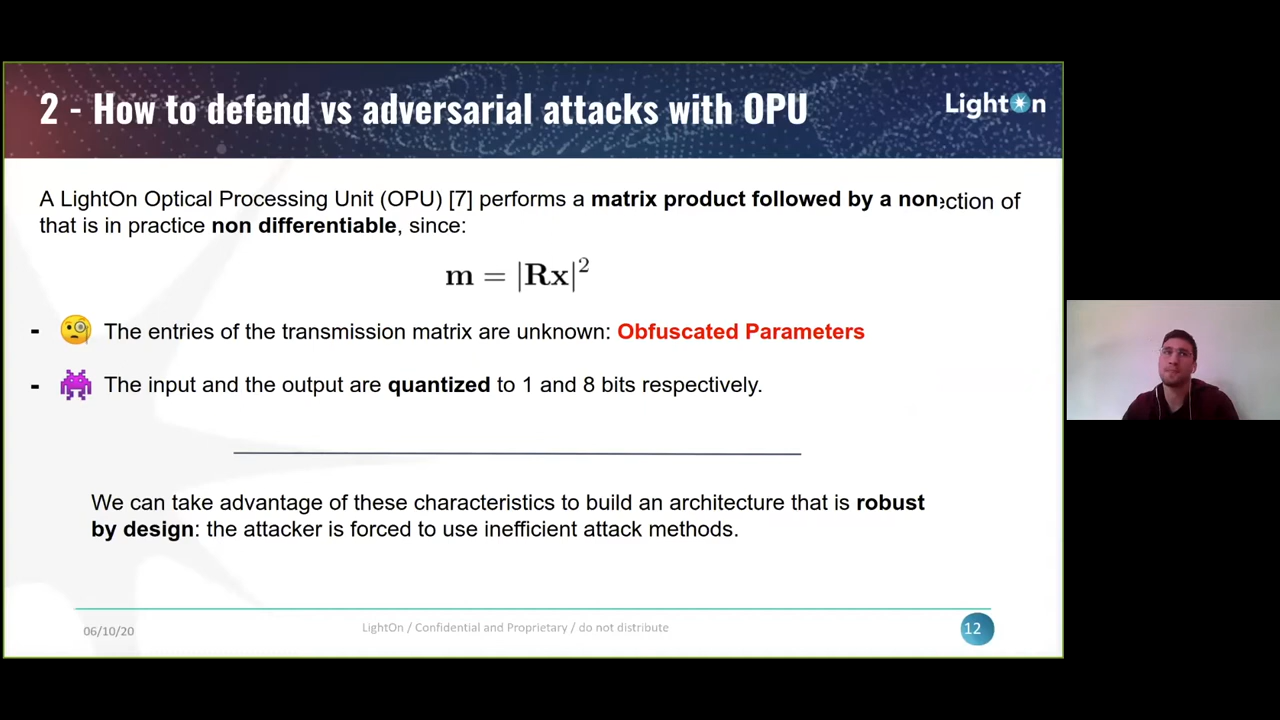 2 - How to defend vs adversarial attacks with OPU
LightOn
A LightOn Optical Processing Unit (OPU) [7] performs a matrix product followed by a non
that is in practice non differentiable, since:
m = |Rx|²
- The entries of the transmission matrix are unknown: Obfuscated Parameters
- The input and the output are quantized to 1 and 8 bits respectively.
We can take advantage of these characteristics to build an architecture that is robust
by design: the attacker is forced to use inefficient attack methods.
06/10/20
LightOn / Confidential and Proprietary / do not distribute
12